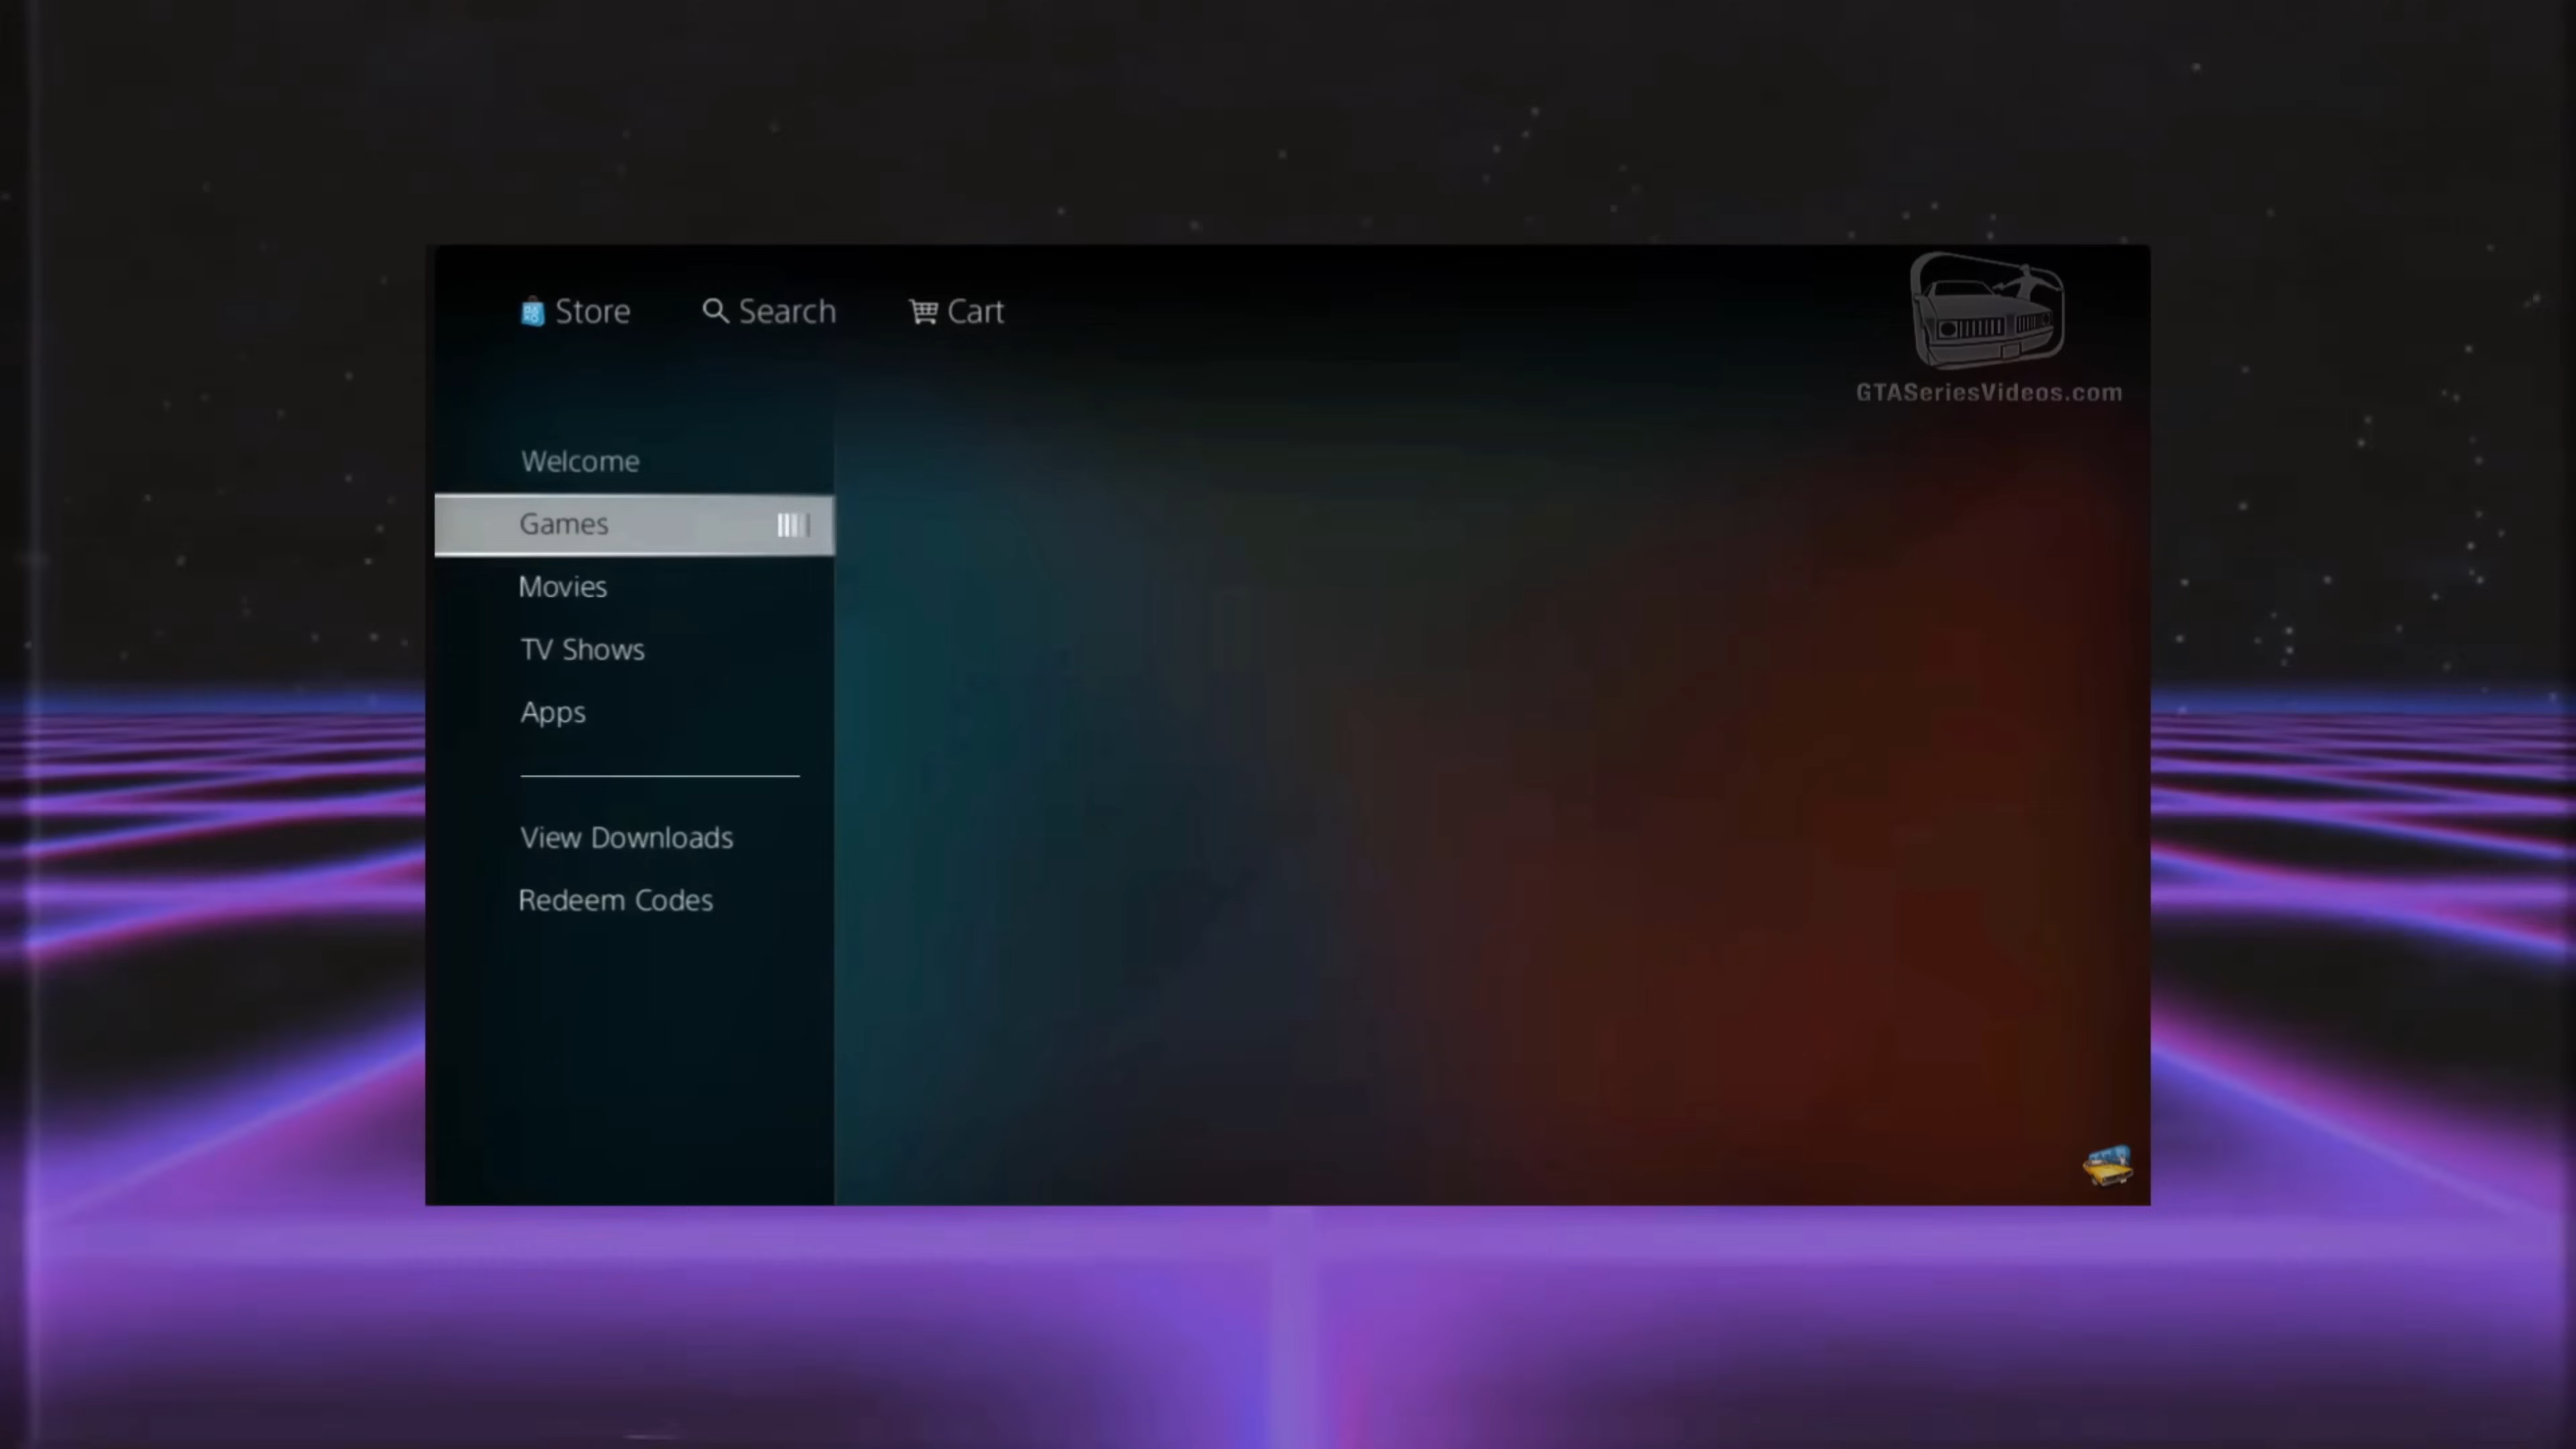 Store
Search
Cart
GTASeriesVideos.com
Welcome
Games
Movies
TV Shows
Apps
View Downloads
Redeem Codes